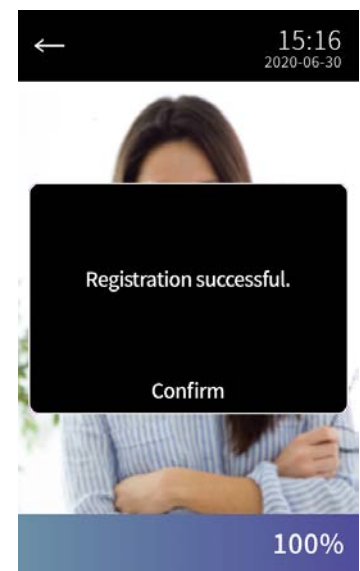 15:16
2020-06-30
Registration successful.
Confirm
100%